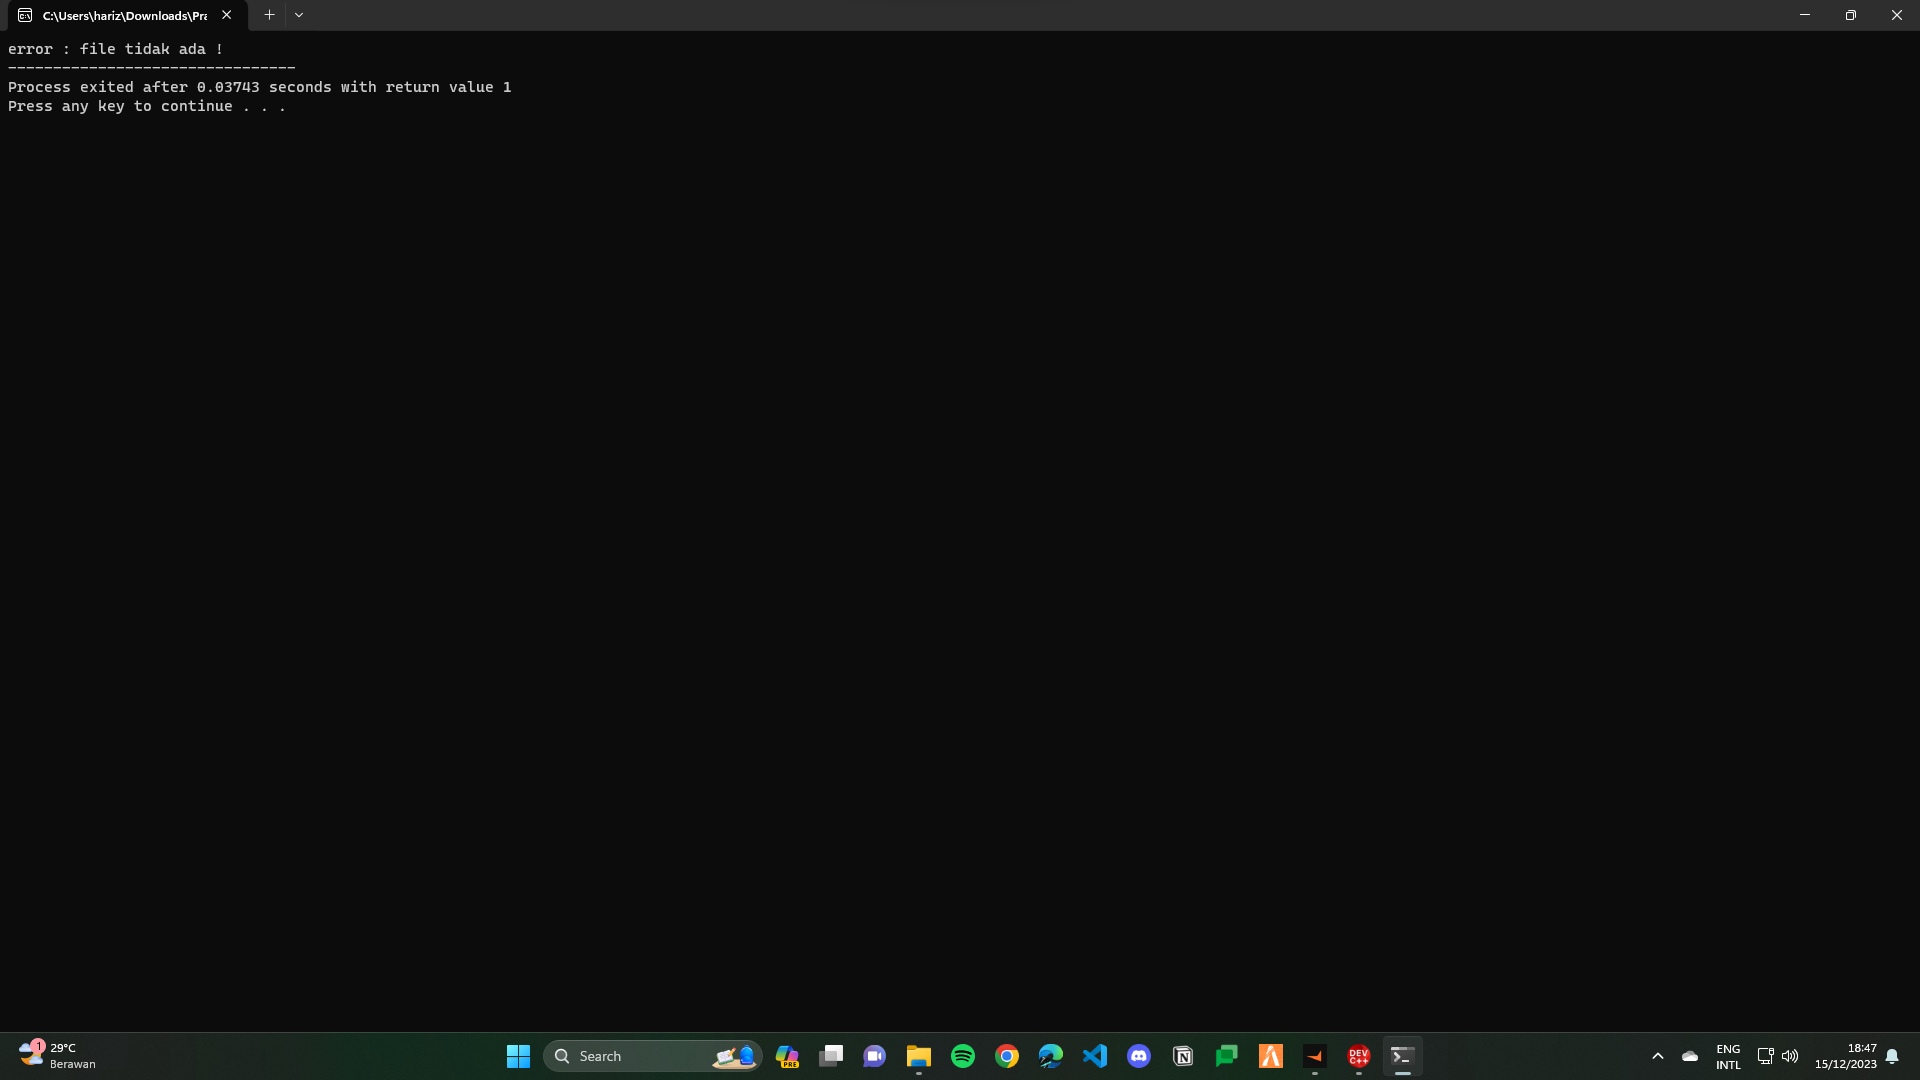 C:\Users\hariz\Downloads\Pra
error : file tidak ada !
--------------------------------
Process exited after 0.03743 seconds with return value 1
Press any key to continue . . .
1
29°C
Berawan
Search
PRE
DEV
C++
ENG
INTL
18:47
15/12/2023